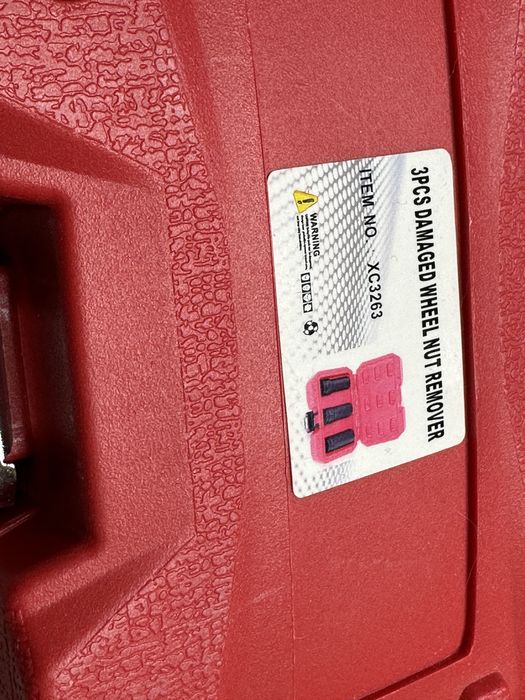 3PCS DAMAGED WHEEL NUT REMOVER
ITEM NO.: XC3263
WARNING